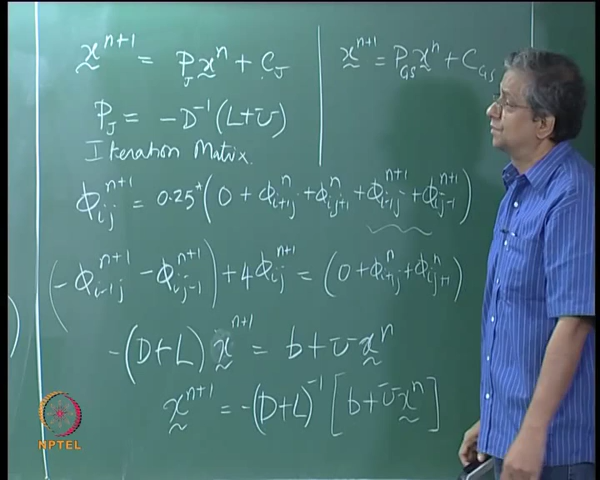 x^{n+1} = P_J x^n + C_J
x^{n+1} = P_{GS} x^n + C_{GS}
P_J = -D^{-1}(L+U)
Iteration Matrix.
ϕ_{ij}^{n+1} = 0.25*(0 + ϕ_{i+1j}^n + ϕ_{ij+1}^n + ϕ_{i-1j}^{n+1} + ϕ_{ij-1}^{n+1})
(-ϕ_{i-1j}^{n+1} - ϕ_{ij-1}^{n+1}) + 4ϕ_{ij}^{n+1} = (0 + ϕ_{i+1j}^n + ϕ_{ij+1}^n)
-(D+L) x^{n+1} = b + U x^n
x^{n+1} = -(D+L)^{-1} [b + U x^n]
NPTEL